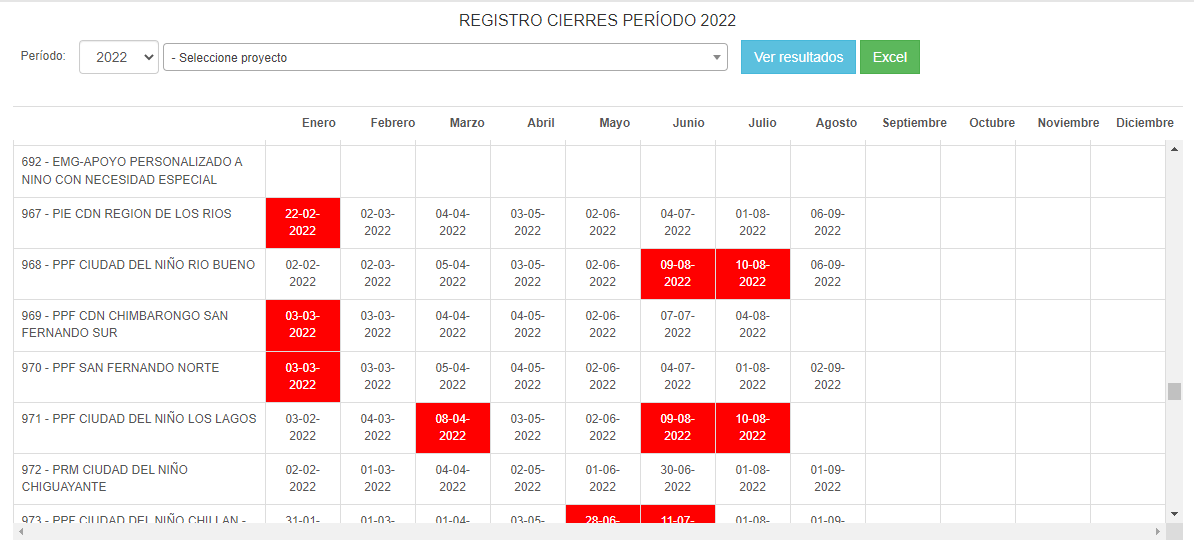 REGISTRO CIERRES PERÍODO 2022
Período: 2022 - Seleccione proyecto Ver resultados Excel
Enero Febrero Marzo Abril Mayo Junio Julio Agosto Septiembre Octubre Noviembre Diciembre
692 - EMG-APOYO PERSONALIZADO A
NINO CON NECESIDAD ESPECIAL
967 - PIE CDN REGION DE LOS RIOS 22-02- 02-03- 04-04- 03-05- 02-06- 04-07- 01-08- 06-09-
2022 2022 2022 2022 2022 2022 2022 2022
968 - PPF CIUDAD DEL NIÑO RIO BUENO 02-02- 02-03- 05-04- 03-05- 02-06- 09-08- 10-08- 06-09-
2022 2022 2022 2022 2022 2022 2022 2022
969 - PPF CDN CHIMBARONGO SAN 03-03- 03-03- 04-04- 04-05- 02-06- 07-07- 04-08-
FERNANDO SUR 2022 2022 2022 2022 2022 2022 2022
970 - PPF SAN FERNANDO NORTE 03-03- 03-03- 05-04- 04-05- 02-06- 04-07- 01-08- 02-09-
2022 2022 2022 2022 2022 2022 2022 2022
971 - PPF CIUDAD DEL NIÑO LOS LAGOS 03-02- 04-03- 08-04- 03-05- 02-06- 09-08- 10-08-
2022 2022 2022 2022 2022 2022 2022
972 - PRM CIUDAD DEL NIÑO 02-02- 01-03- 04-04- 02-05- 01-06- 30-06- 01-08- 01-09-
CHIGUAYANTE 2022 2022 2022 2022 2022 2022 2022 2022
973 - PPF CIUDAD DEL NIÑO CHILLAN - 31-01- 01-03- 01-04- 03-05- 28-06- 11-07- 01-08- 01-09-